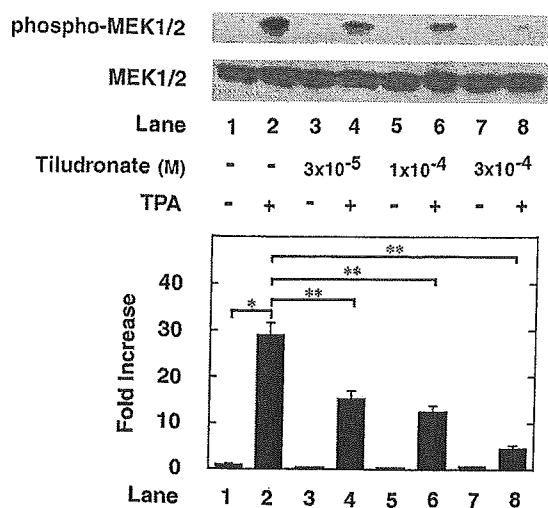 phospho-MEK1/2
MEK1/2
Lane 1 2 3 4 5 6 7 8
Tiludronate (M) - - 3x10-5 1x10-4 3x10-4
TPA - + - + - + - +
**
**
* **
Fold Increase
40
30
20
10
0
Lane 1 2 3 4 5 6 7 8